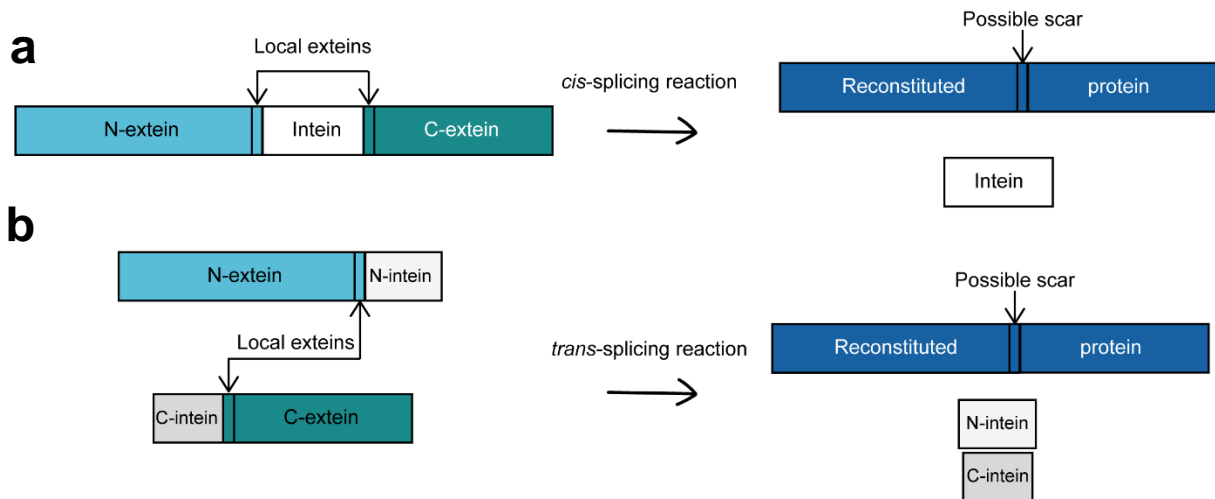 a
Local exteins
N-extein
Intein
C-extein
cis-splicing reaction
Possible scar
Reconstituted
protein
Intein
b
N-extein
N-intein
Local exteins
C-intein
C-extein
trans-splicing reaction
Possible scar
Reconstituted
protein
N-intein
C-intein